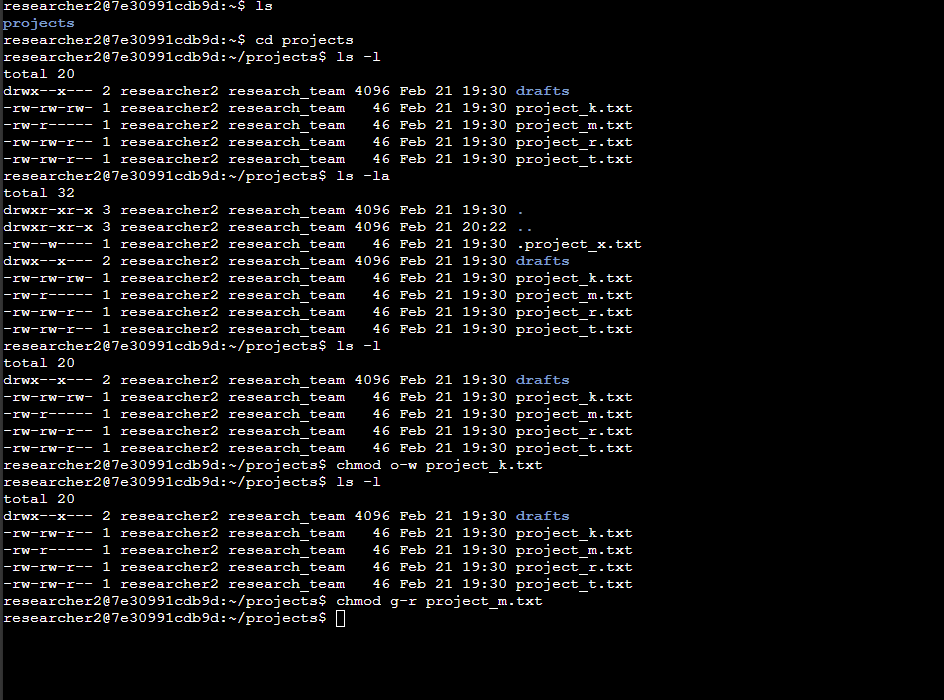 researcher2@7e30991cdb9d:~$ ls
projects
researcher2@7e30991cdb9d:~$ cd projects
researcher2@7e30991cdb9d:~/projects$ ls -l
total 20
drwx--x--- 2 researcher2 research_team 4096 Feb 21 19:30 drafts
-rw-rw-rw- 1 researcher2 research_team   46 Feb 21 19:30 project_k.txt
-rw-r----- 1 researcher2 research_team   46 Feb 21 19:30 project_m.txt
-rw-rw-r-- 1 researcher2 research_team   46 Feb 21 19:30 project_r.txt
-rw-rw-r-- 1 researcher2 research_team   46 Feb 21 19:30 project_t.txt
researcher2@7e30991cdb9d:~/projects$ ls -la
total 32
drwxr-xr-x 3 researcher2 research_team 4096 Feb 21 19:30 .
drwxr-xr-x 3 researcher2 research_team 4096 Feb 21 20:22 ..
-rw--w---- 1 researcher2 research_team   46 Feb 21 19:30 .project_x.txt
drwx--x--- 2 researcher2 research_team 4096 Feb 21 19:30 drafts
-rw-rw-rw- 1 researcher2 research_team   46 Feb 21 19:30 project_k.txt
-rw-r----- 1 researcher2 research_team   46 Feb 21 19:30 project_m.txt
-rw-rw-r-- 1 researcher2 research_team   46 Feb 21 19:30 project_r.txt
-rw-rw-r-- 1 researcher2 research_team   46 Feb 21 19:30 project_t.txt
researcher2@7e30991cdb9d:~/projects$ ls -l
total 20
drwx--x--- 2 researcher2 research_team 4096 Feb 21 19:30 drafts
-rw-rw-rw- 1 researcher2 research_team   46 Feb 21 19:30 project_k.txt
-rw-r----- 1 researcher2 research_team   46 Feb 21 19:30 project_m.txt
-rw-rw-r-- 1 researcher2 research_team   46 Feb 21 19:30 project_r.txt
-rw-rw-r-- 1 researcher2 research_team   46 Feb 21 19:30 project_t.txt
researcher2@7e30991cdb9d:~/projects$ chmod o-w project_k.txt
researcher2@7e30991cdb9d:~/projects$ ls -l
total 20
drwx--x--- 2 researcher2 research_team 4096 Feb 21 19:30 drafts
-rw-rw-r-- 1 researcher2 research_team   46 Feb 21 19:30 project_k.txt
-rw-r----- 1 researcher2 research_team   46 Feb 21 19:30 project_m.txt
-rw-rw-r-- 1 researcher2 research_team   46 Feb 21 19:30 project_r.txt
-rw-rw-r-- 1 researcher2 research_team   46 Feb 21 19:30 project_t.txt
researcher2@7e30991cdb9d:~/projects$ chmod g-r project_m.txt
researcher2@7e30991cdb9d:~/projects$